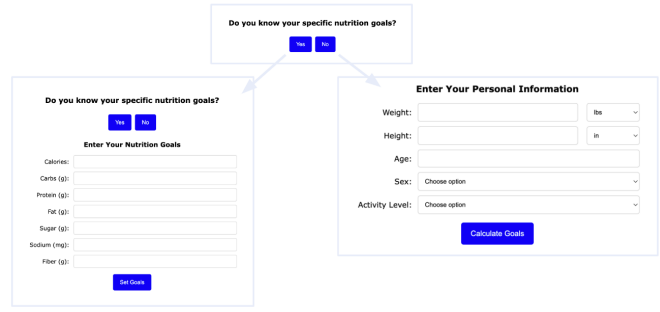 Do you know your specific nutrition goals?
Yes No
Do you know your specific nutrition goals?
Yes No
Enter Your Nutrition Goals
Calories:
Carbs (g):
Protein (g):
Fat (g):
Sugar (g):
Sodium (mg):
Fiber (g):
Set Goals
Enter Your Personal Information
Weight: lbs
Height: in
Age:
Sex: Choose option
Activity Level: Choose option
Calculate Goals